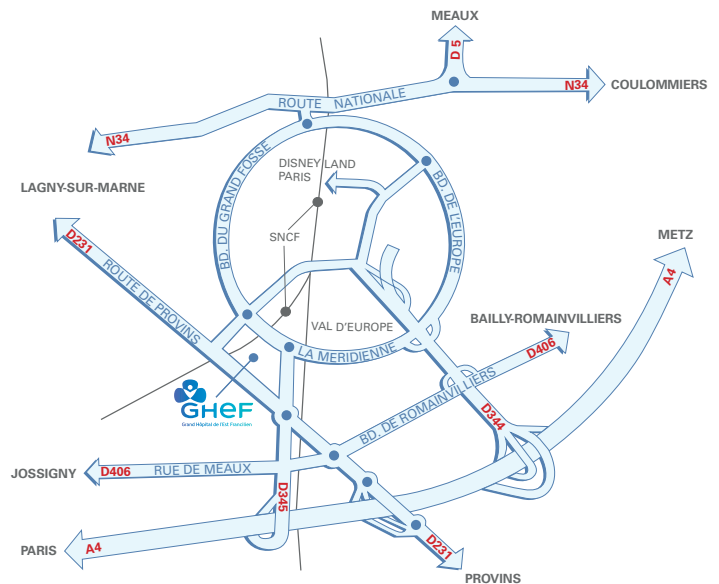 MEAUX
D 5
N34
COULOMMIERS
ROUTE NATIONALE
N34
DISNEY LAND
PARIS
BD. DU GRAND FOSSÉ
BD. DE L'EUROPE
LAGNY-SUR-MARNE
D231
ROUTE DE PROVINS
SNCF
METZ
A4
VAL D'EUROPE
BAILLY-ROMAINVILLIERS
D406
LA MERIDIENNE
BD. DE ROMAINVILLIERS
GHEF
Grand Hôpital de l'Est Francilien
D344
JOSSIGNY
D406
RUE DE MEAUX
D345
PARIS
A4
D231
PROVINS